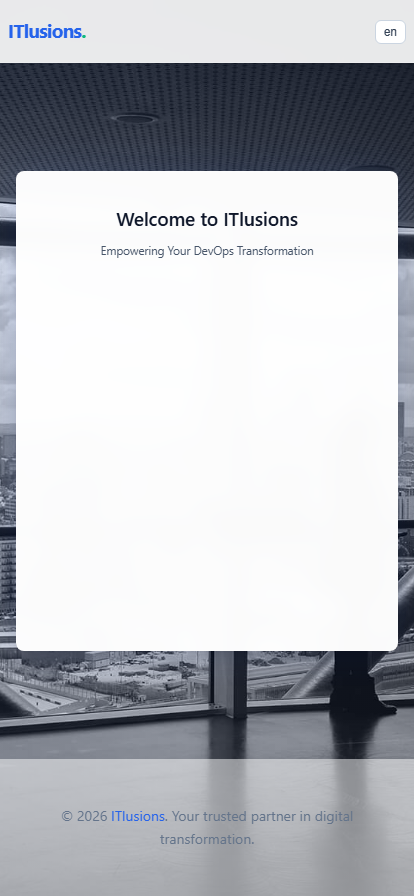 ITlusions.
en
Welcome to ITlusions
Empowering Your DevOps Transformation
© 2026 ITlusions. Your trusted partner in digital
transformation.